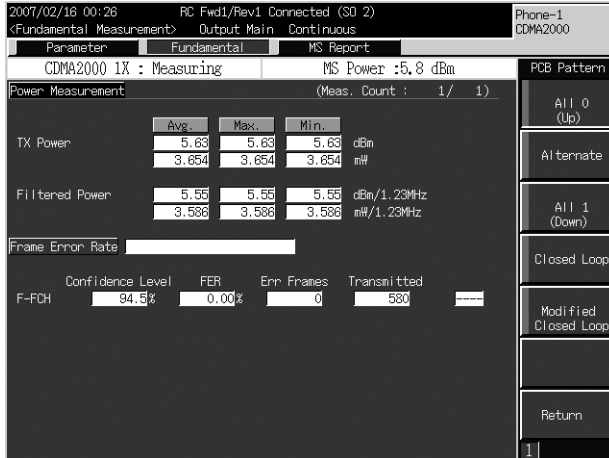 2007/02/16 00:26 RC Fwd1/Rev1 Connected (SO 2) Phone-1
<Fundamental Measurement> Output Main Continuous CDMA2000
Parameter Fundamental MS Report
CDMA2000 1X : Measuring MS Power :5.8 dBm PCB Pattern
Power Measurement (Meas. Count : 1/ 1)
All 0
(Up)
Avg. Max. Min.
TX Power 5.63 5.63 5.63 dBm
3.654 3.654 3.654 mW
Alternate
Filtered Power 5.55 5.55 5.55 dBm/1.23MHz
3.586 3.586 3.586 mW/1.23MHz
All 1
(Down)
Frame Error Rate
Closed Loop
Confidence Level FER Err Frames Transmitted
F-FCH 94.5% 0.00% 0 580 ----
Modified
Closed Loop
Return
1